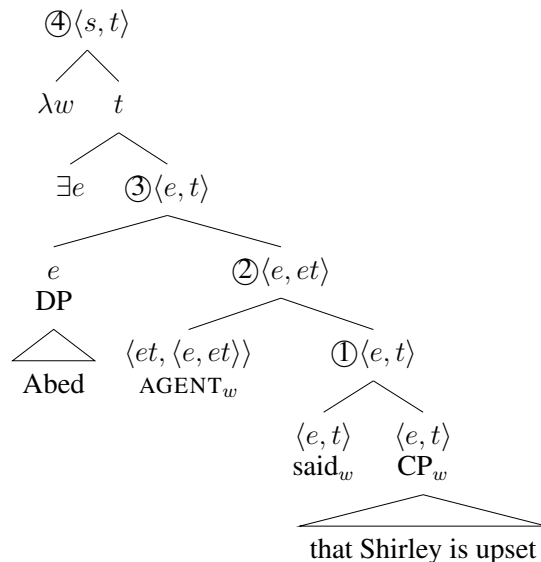 ④⟨s, t⟩
λw t
∃e ③⟨e, t⟩
e ②⟨e, et⟩
DP
Abed ⟨et, ⟨e, et⟩⟩ ①⟨e, t⟩
AGENT_w
⟨e, t⟩ ⟨e, t⟩
said_w CP_w
that Shirley is upset